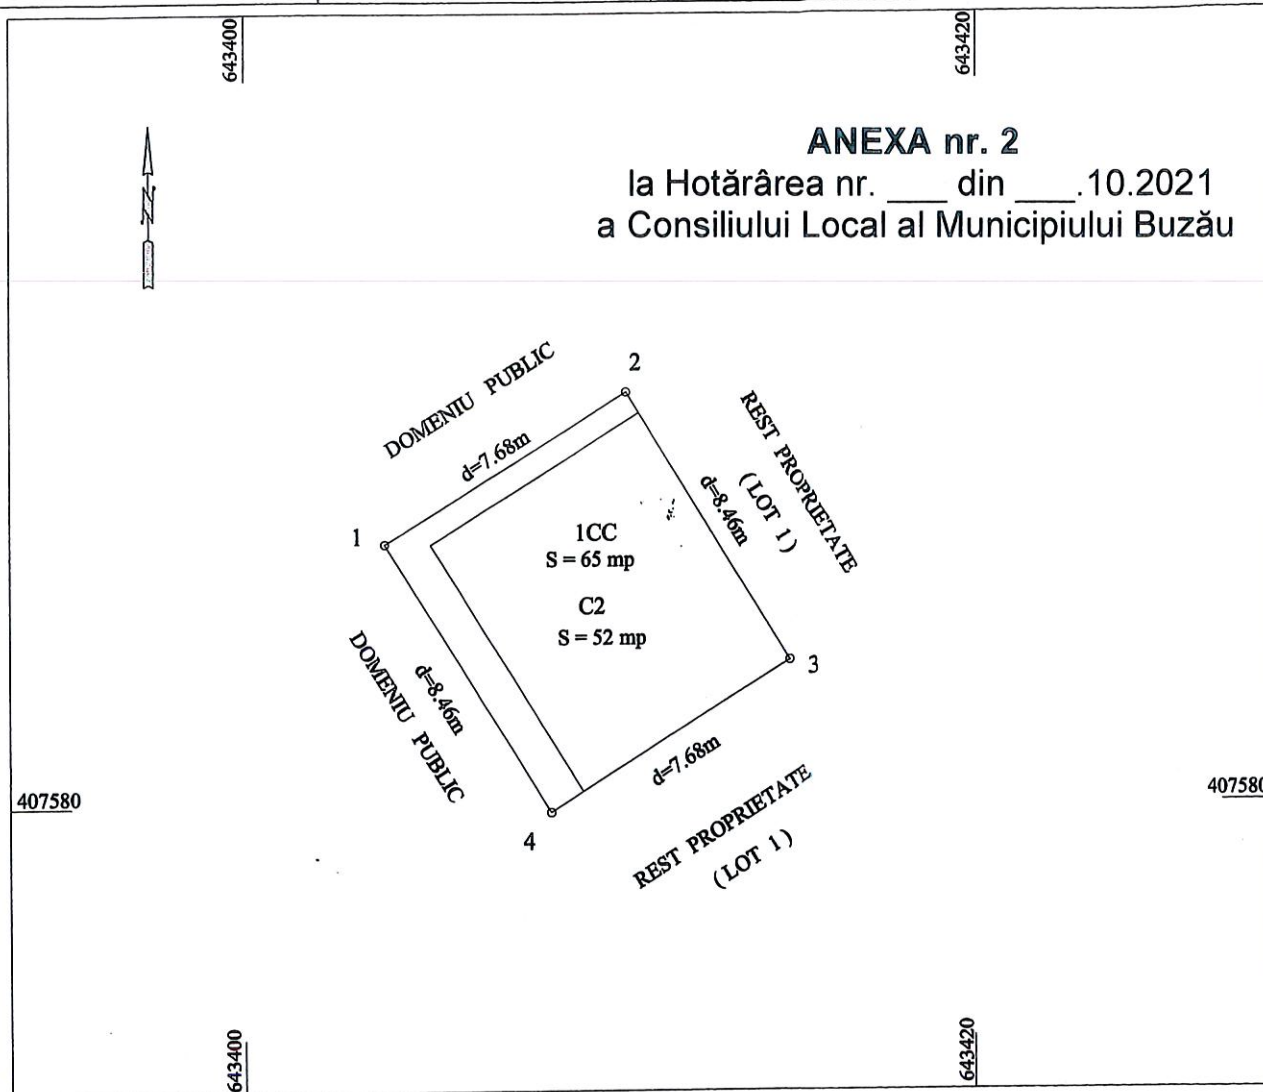 643400
643420
ANEXA nr. 2
la Hotărârea nr. ___ din ___.10.2021
a Consiliului Local al Municipiului Buzău
N
2
DOMENIU PUBLIC
d=7.68m
REST PROPRIETATE
(LOT 1)
d=8.46m
1
1CC
S = 65 mp
C2
S = 52 mp
3
DOMENIU PUBLIC
d=8.46m
d=7.68m
407580
407580
4
REST PROPRIETATE
(LOT 1)
643400
643420